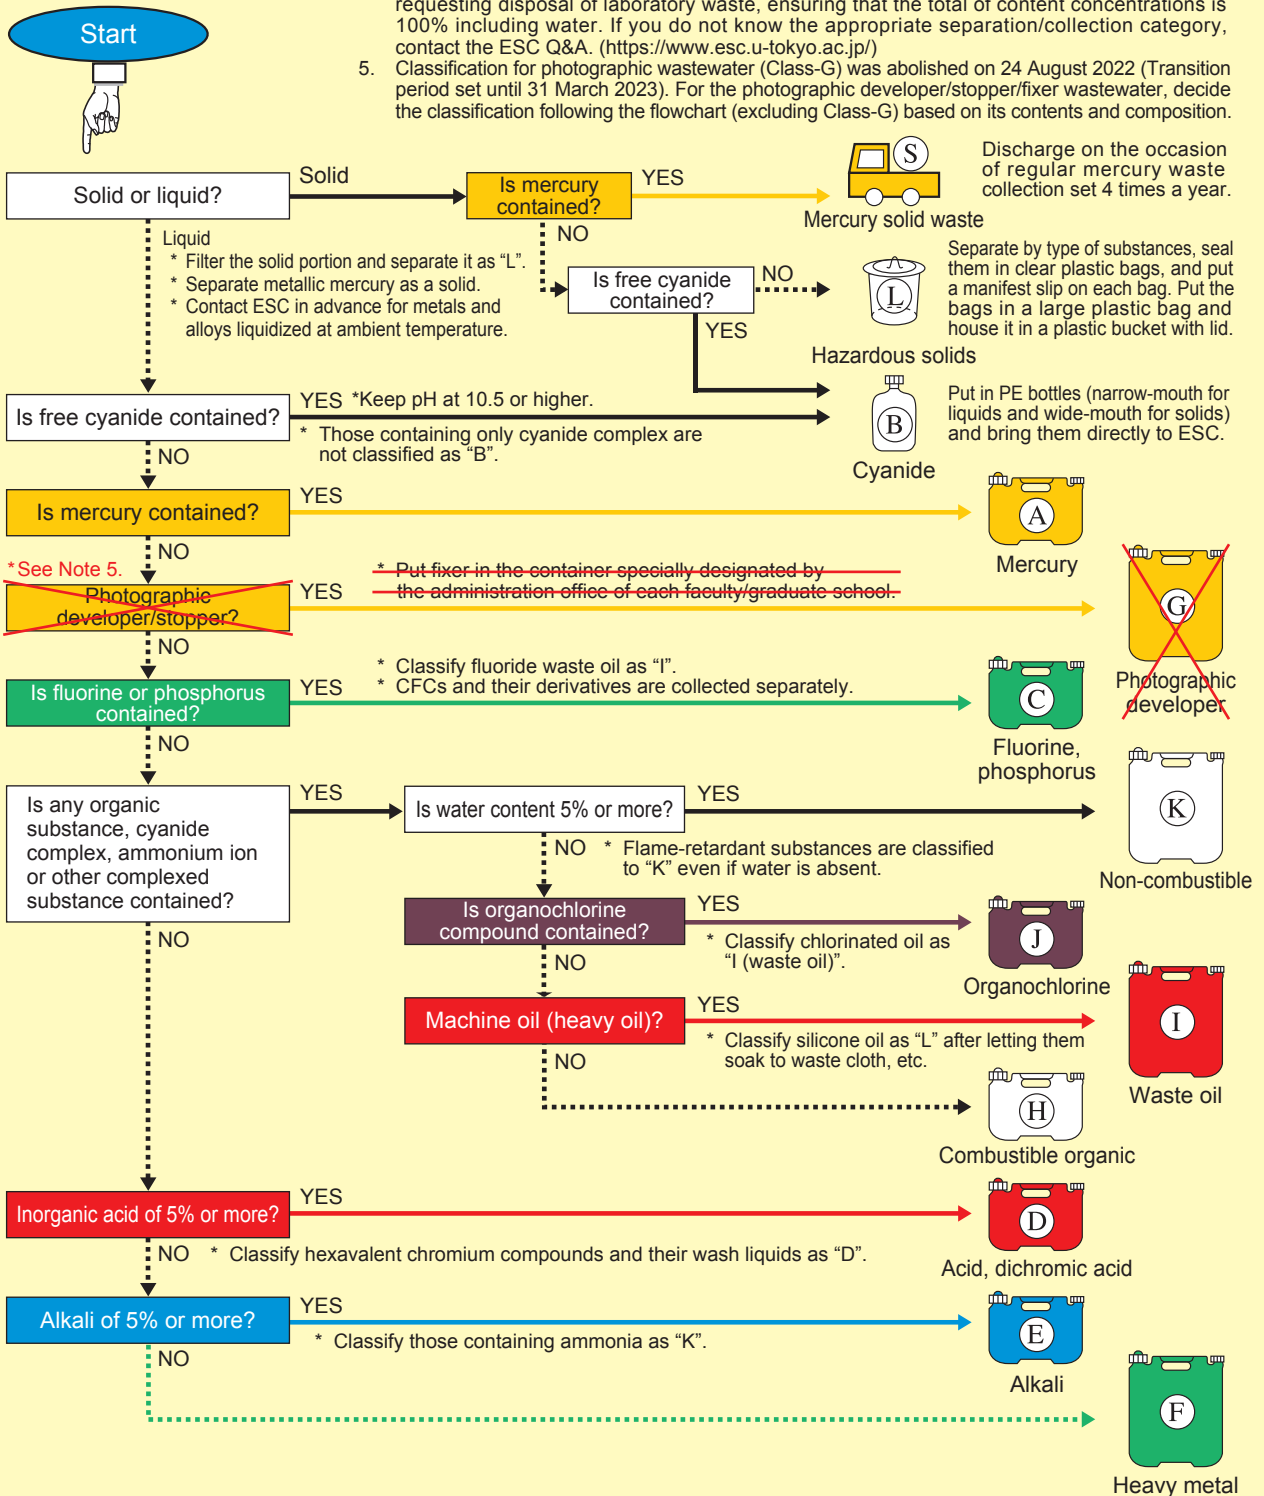 requesting disposal of laboratory waste, ensuring that the total of content concentrations is
100% including water. If you do not know the appropriate separation/collection category,
contact the ESC Q&A. (https://www.esc.u-tokyo.ac.jp/)
5. Classification for photographic wastewater (Class-G) was abolished on 24 August 2022 (Transition
period set until 31 March 2023). For the photographic developer/stopper/fixer wastewater, decide
the classification following the flowchart (excluding Class-G) based on its contents and composition.
Start
Solid or liquid?
Solid
Is mercury
contained?
YES
S
Mercury solid waste
Discharge on the occasion
of regular mercury waste
collection set 4 times a year.
NO
Liquid
* Filter the solid portion and separate it as “L”.
* Separate metallic mercury as a solid.
* Contact ESC in advance for metals and
alloys liquidized at ambient temperature.
Is free cyanide
contained?
NO
YES
L
Hazardous solids
Separate by type of substances, seal
them in clear plastic bags, and put
a manifest slip on each bag. Put the
bags in a large plastic bag and
house it in a plastic bucket with lid.
Is free cyanide contained?
YES *Keep pH at 10.5 or higher.
* Those containing only cyanide complex are
not classified as “B”.
B
Cyanide
Put in PE bottles (narrow-mouth for
liquids and wide-mouth for solids)
and bring them directly to ESC.
NO
Is mercury contained?
YES
A
Mercury
NO
*See Note 5.
Photographic
developer/stopper?
YES
* Put fixer in the container specially designated by
the administration office of each faculty/graduate school.
G
Photographic
developer
NO
Is fluorine or phosphorus
contained?
YES
* Classify fluoride waste oil as “I”.
* CFCs and their derivatives are collected separately.
C
Fluorine,
phosphorus
NO
Is any organic
substance, cyanide
complex, ammonium ion
or other complexed
substance contained?
YES
Is water content 5% or more?
YES
K
Non-combustible
NO
* Flame-retardant substances are classified
to “K” even if water is absent.
Is organochlorine
compound contained?
YES
* Classify chlorinated oil as
“I (waste oil)”.
J
Organochlorine
NO
NO
Machine oil (heavy oil)?
YES
* Classify silicone oil as “L” after letting them
soak to waste cloth, etc.
I
Waste oil
NO
H
Combustible organic
Inorganic acid of 5% or more?
YES
D
Acid, dichromic acid
NO
* Classify hexavalent chromium compounds and their wash liquids as “D”.
Alkali of 5% or more?
YES
* Classify those containing ammonia as “K”.
E
Alkali
NO
F
Heavy metal